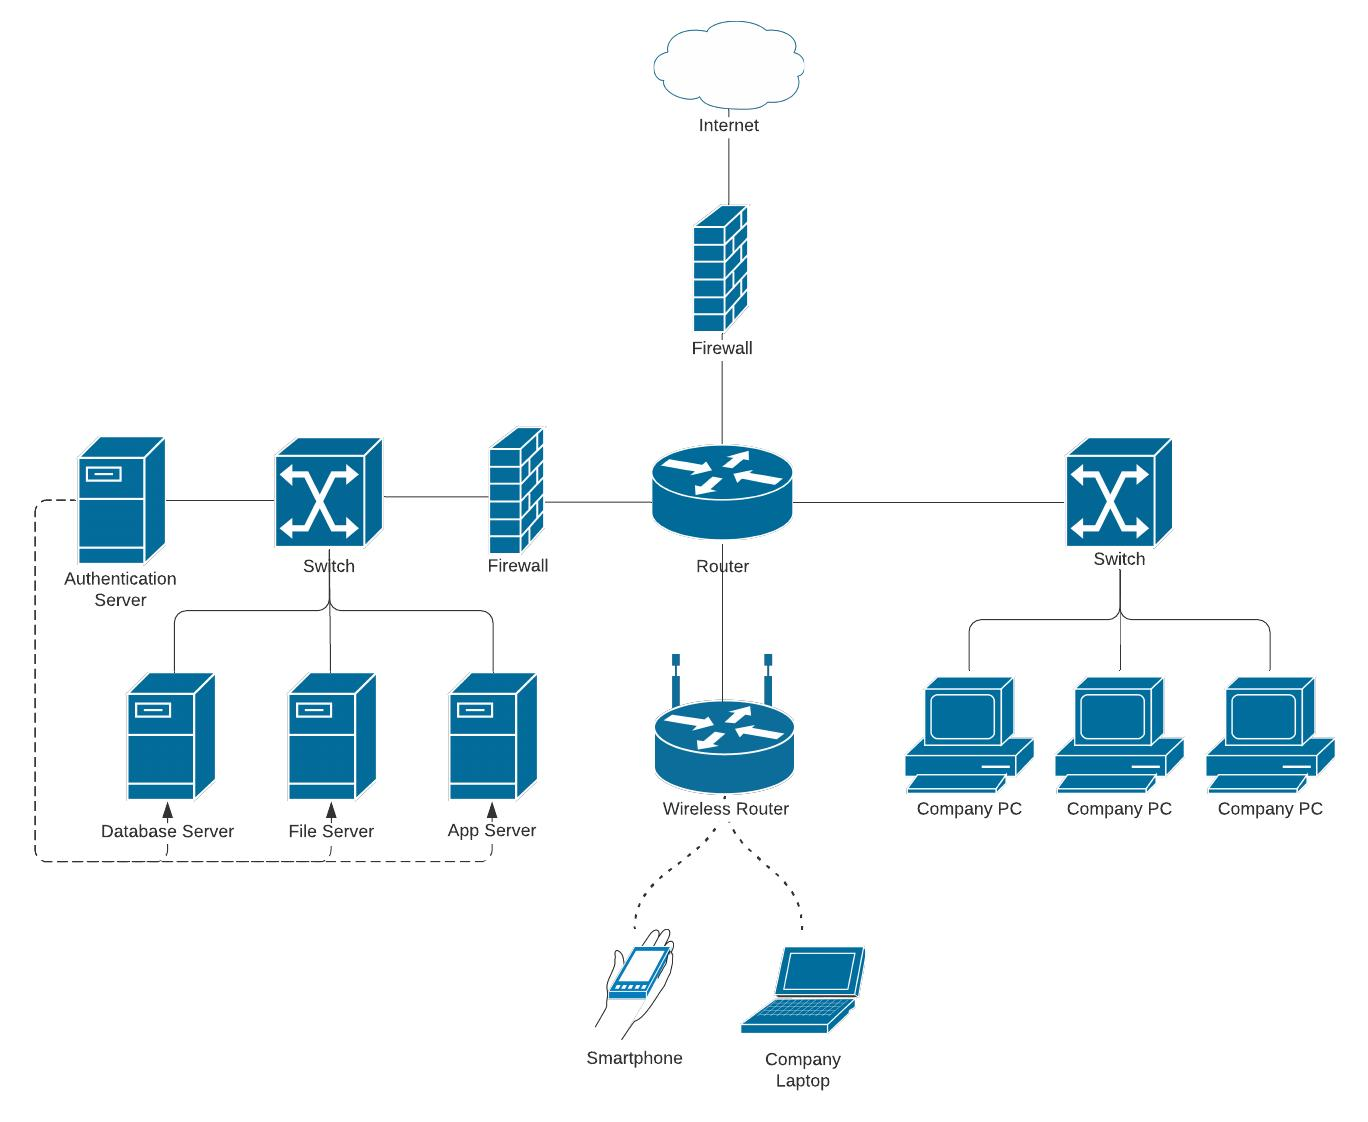 Internet
Firewall
Authentication
Server
Switch
Firewall
Router
Switch
Database Server
File Server
App Server
Wireless Router
Company PC
Company PC
Company PC
Smartphone
Company
Laptop